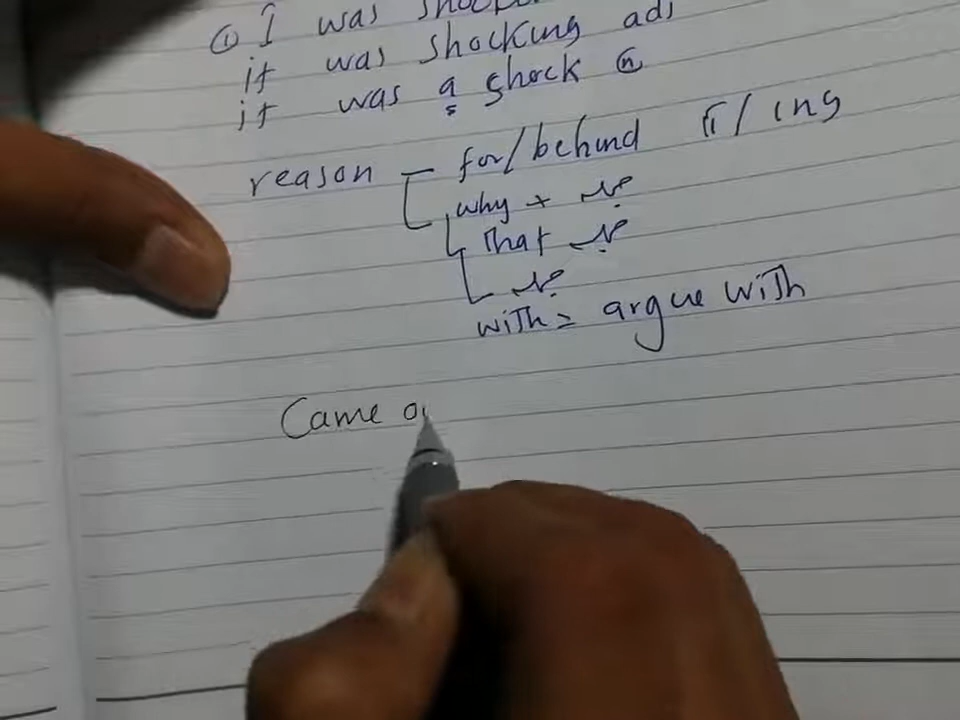 ① I was
it was shocking adj
it was a shock ⓝ
s
reason for/behind n/ing
why + جملة
that جملة
جملة
with = argue with
Came